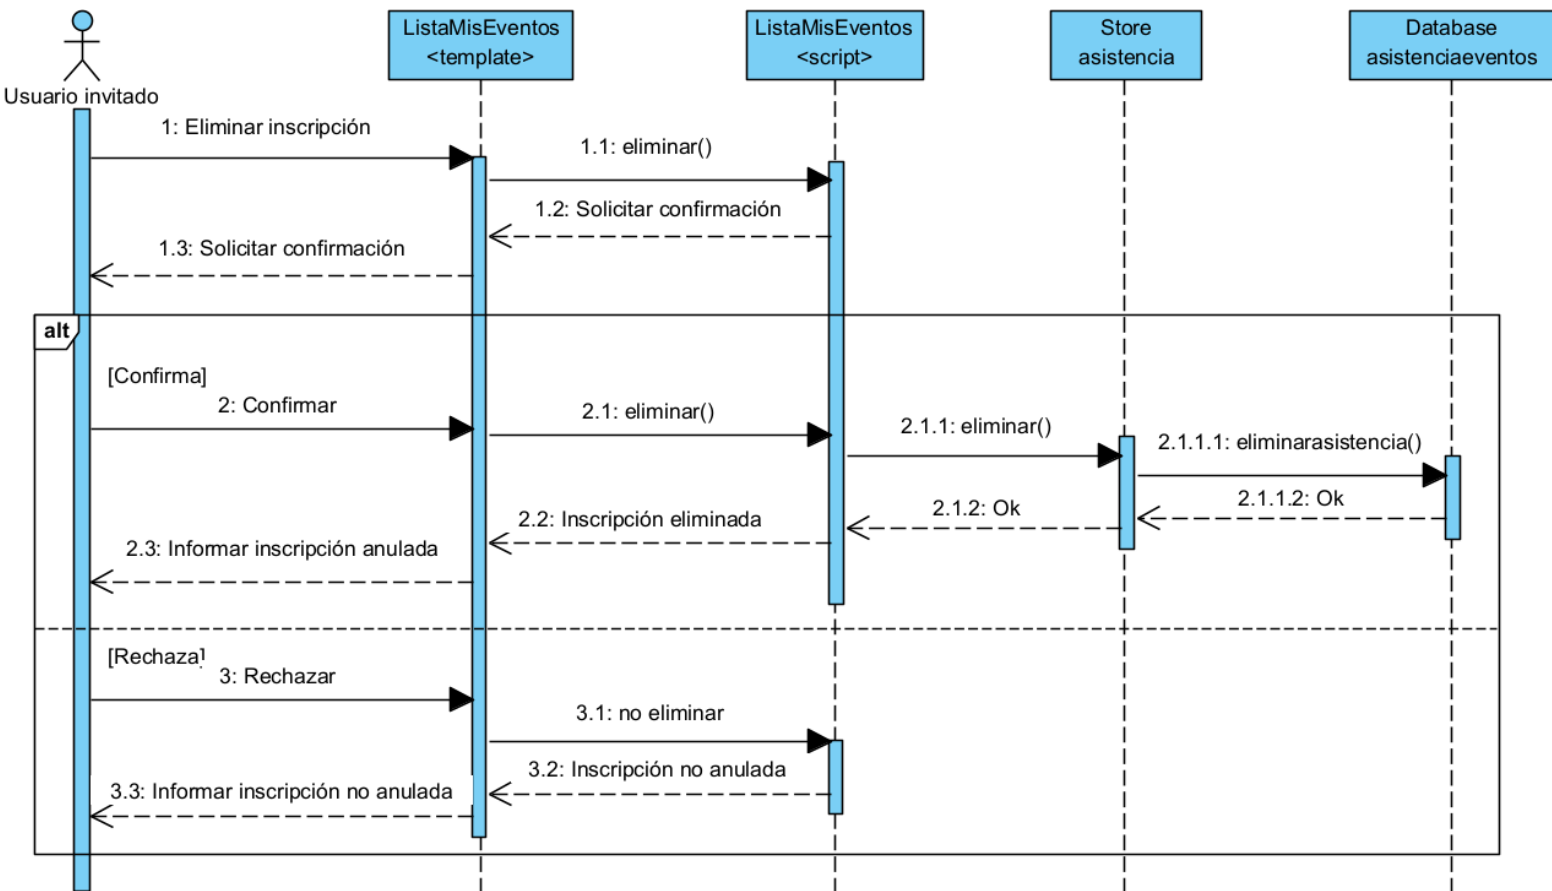 ListaMisEventos
<template>
ListaMisEventos
<script>
Store
asistencia
Database
asistenciaeventos
Usuario invitado
1: Eliminar inscripción
1.1: eliminar()
1.2: Solicitar confirmación
1.3: Solicitar confirmación
alt
[Confirma]
2: Confirmar
2.1: eliminar()
2.1.1: eliminar()
2.1.1.1: eliminarasistencia()
2.1.1.2: Ok
2.1.2: Ok
2.2: Inscripción eliminada
2.3: Informar inscripción anulada
[Rechaza]
3: Rechazar
3.1: no eliminar
3.2: Inscripción no anulada
3.3: Informar inscripción no anulada